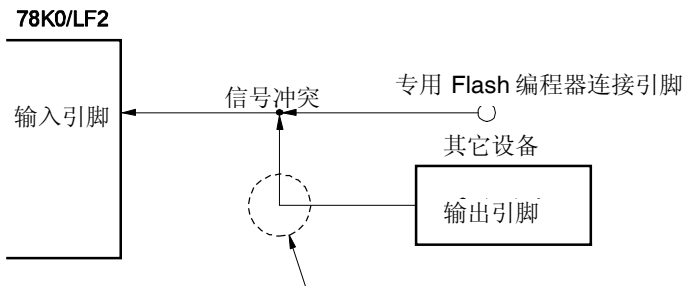 78K0/LF2
信号冲突
专用 Flash 编程器连接引脚
输入引脚
其它设备
输出引脚